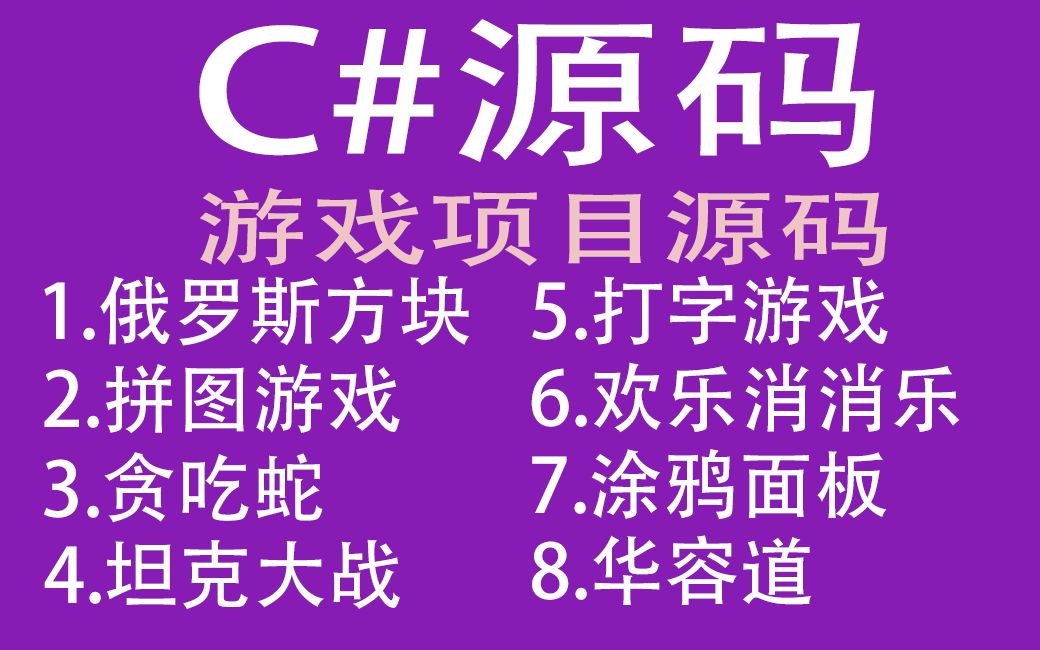 C#源码
游戏项目源码
1.俄罗斯方块
2.拼图游戏
3.贪吃蛇
4.坦克大战
5.打字游戏
6.欢乐消消乐
7.涂鸦面板
8.华容道